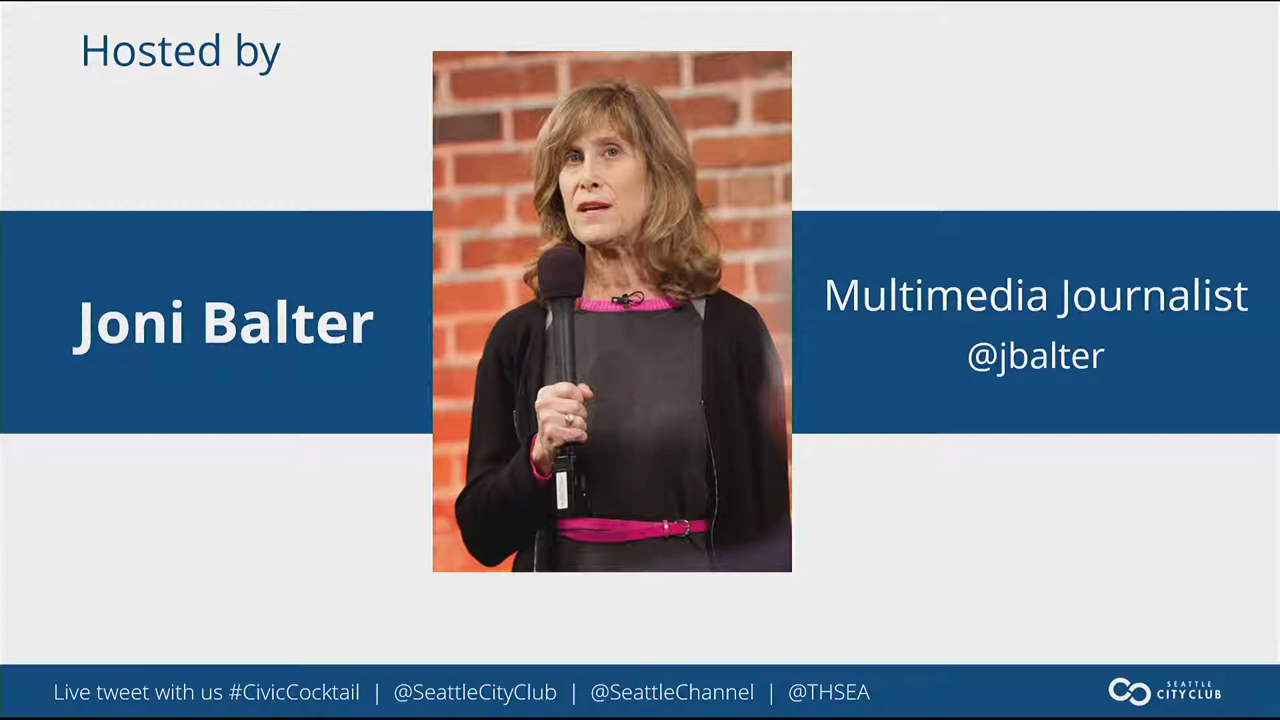 Hosted by
Joni Balter
Multimedia Journalist
@jbalter
Live tweet with us #CivicCocktail | @SeattleCityClub | @SeattleChannel | @THSEA
SEATTLE
CITYCLUB